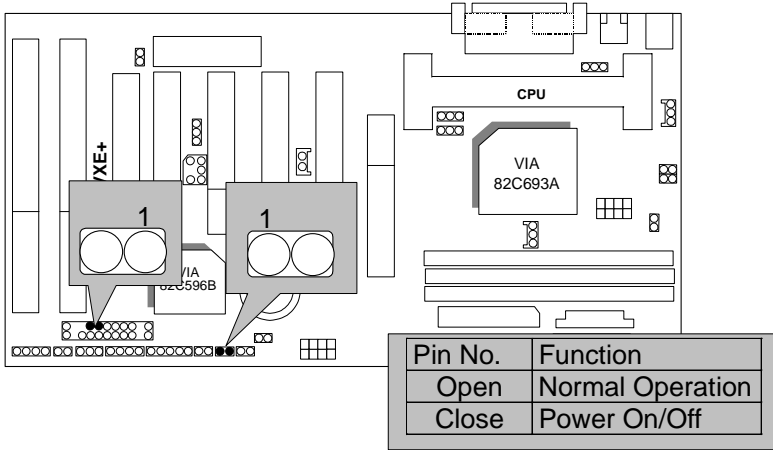 CPU
VIA
82C693A
VXE+
1
1
VIA
82C596B
Pin No. Function
Open Normal Operation
Close Power On/Off